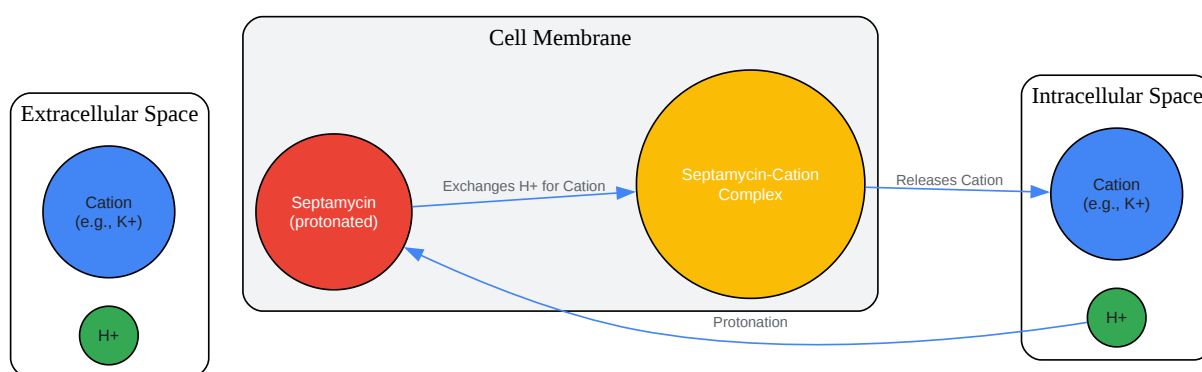 Cell Membrane
Extracellular Space
Cation
(e.g., K+)
H+
Septamycin
(protonated)
Exchanges H+ for Cation
Septamycin-Cation
Complex
Releases Cation
Protonation
Intracellular Space
Cation
(e.g., K+)
H+